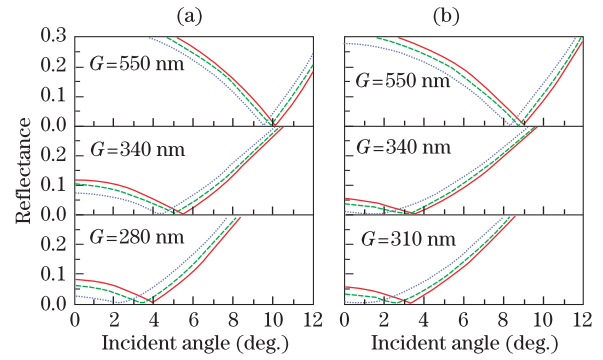 (a)
(b)
Reflectance
0.3
0.2
0.1
0.0
0.2
0.1
0.0
0.2
0.1
0.0
G=550 nm
G=340 nm
G=280 nm
G=550 nm
G=340 nm
G=310 nm
0 2 4 6 8 10 12
0 2 4 6 8 10 12
Incident angle (deg.)
Incident angle (deg.)